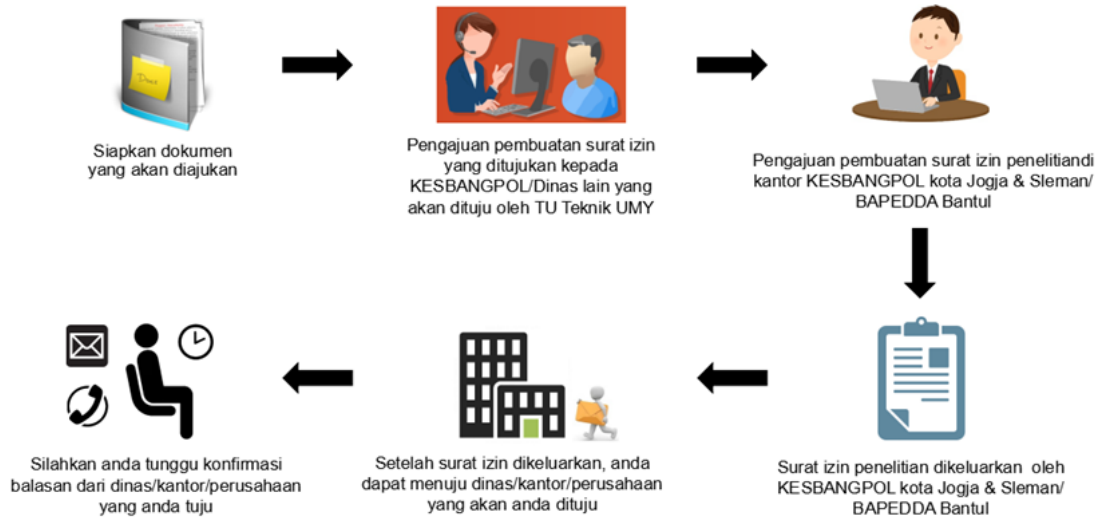 Dows
Siapkan dokumen
yang akan diajukan
Pengajuan pembuatan surat izin
yang ditujukan kepada
KESBANGPOL/Dinas lain yang
akan dituju oleh TU Teknik UMY
Pengajuan pembuatan surat izin penelitiandi
kantor KESBANGPOL kota Jogja & Sleman/
BAPEDDA Bantul
Surat izin penelitian dikeluarkan oleh
KESBANGPOL kota Jogja & Sleman/
BAPEDDA Bantul
Setelah surat izin dikeluarkan, anda
dapat menuju dinas/kantor/perusahaan
yang akan anda dituju
Silahkan anda tunggu konfirmasi
balasan dari dinas/kantor/perusahaan
yang anda tuju